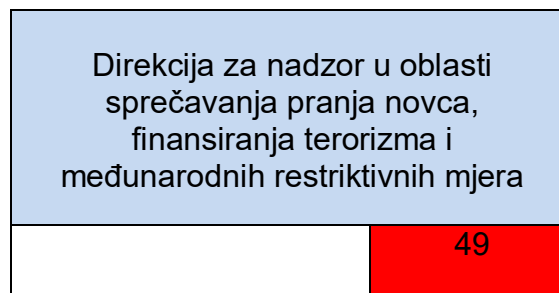 Direkcija za nadzor u oblasti
sprečavanja pranja novca,
finansiranja terorizma i
međunarodnih restriktivnih mjera
49